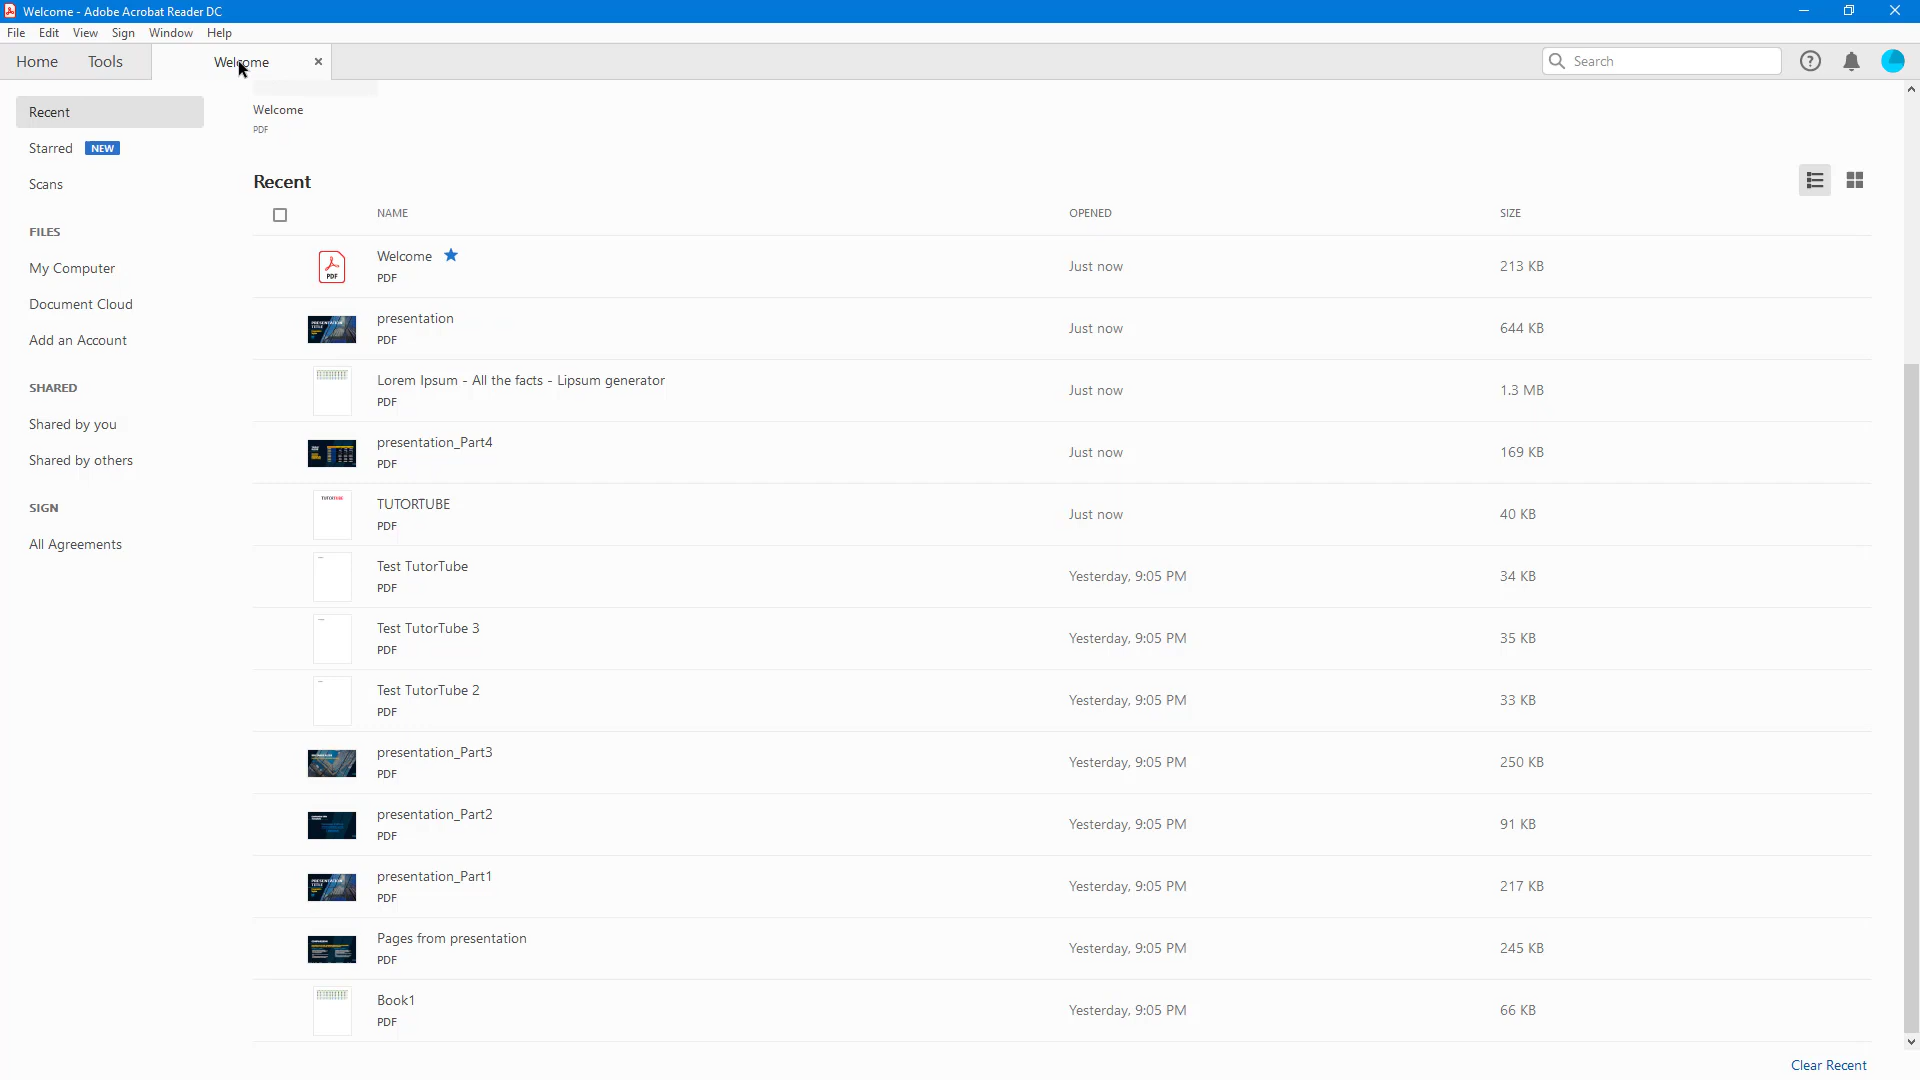 Welcome - Adobe Acrobat Reader DC
File Edit View Sign Window Help
Home Tools Welcome Search
Recent
Starred NEW
Scans
FILES
My Computer
Document Cloud
Add an Account
SHARED
Shared by you
Shared by others
SIGN
All Agreements
Welcome
PDF
Recent
NAME OPENED SIZE
Welcome
PDF
PDF
Just now 213 KB
presentation
PDF
Just now 644 KB
Lorem Ipsum - All the facts - Lipsum generator
PDF
Just now 1.3 MB
presentation_Part4
PDF
Just now 169 KB
TUTORTUBE
TUTORTUBE
PDF
Just now 40 KB
Test TutorTube
PDF
Yesterday, 9:05 PM 34 KB
Test TutorTube 3
PDF
Yesterday, 9:05 PM 35 KB
Test TutorTube 2
PDF
Yesterday, 9:05 PM 33 KB
presentation_Part3
PDF
Yesterday, 9:05 PM 250 KB
presentation_Part2
PDF
Yesterday, 9:05 PM 91 KB
presentation_Part1
PDF
Yesterday, 9:05 PM 217 KB
Pages from presentation
PDF
Yesterday, 9:05 PM 245 KB
Book1
PDF
Yesterday, 9:05 PM 66 KB
Clear Recent